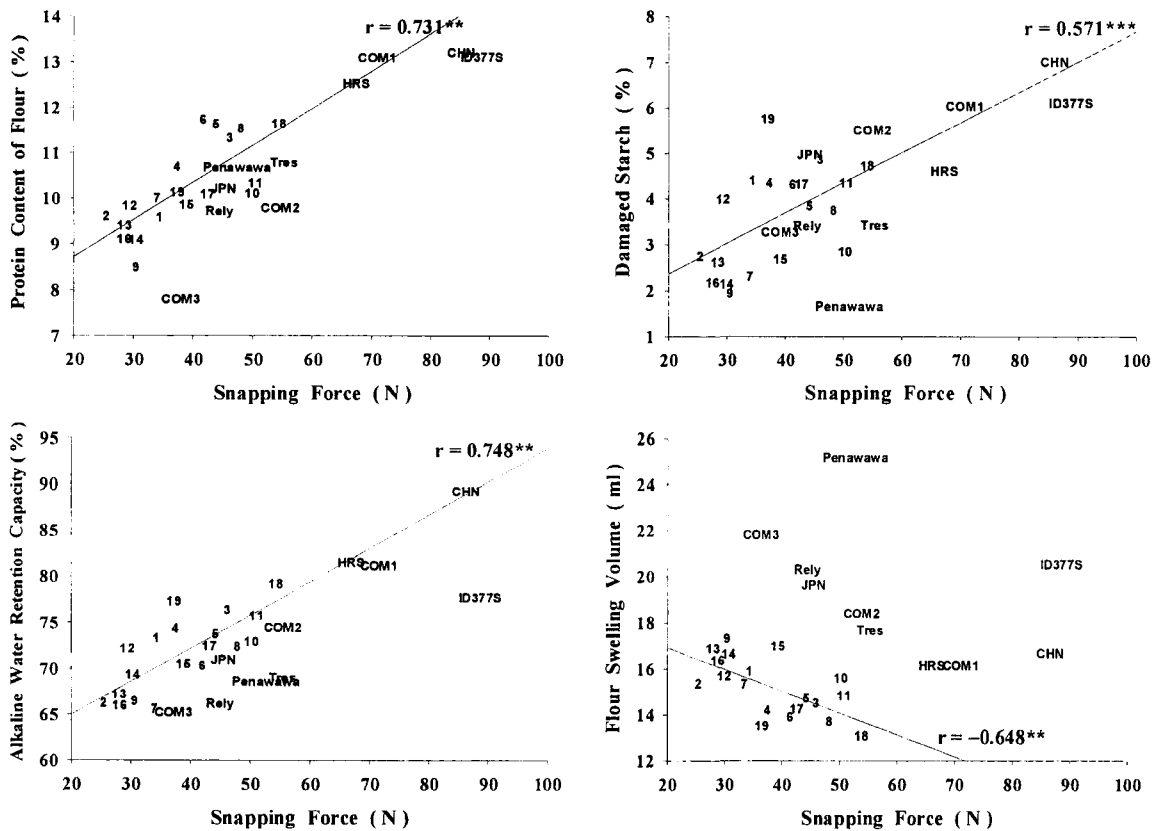 Protein Content of Flour ( % )
14
13
12
11
10
9
8
7
r = 0.731**
COM1
CHN
ID377S
HRS
6
5
8
3
18
4
Penawawa
Tres
19
JPN
11
10
17
12
7
15
Rely
COM2
2
1
13
16
14
9
COM3
20 30 40 50 60 70 80 90 100
Snapping Force ( N )
Damaged Starch ( % )
8
7
6
5
4
3
2
1
r = 0.571***
CHN
COM1
ID377S
19
COM2
JPN
3
18
HRS
1
4
6
17
11
12
5
8
COM3
Rely
Tres
2
13
15
10
16
14
7
9
Penawawa
20 30 40 50 60 70 80 90 100
Snapping Force ( N )
Alkaline Water Retention Capacity ( % )
95
90
85
80
75
70
65
60
r = 0.748**
CHN
HRS
COM1
ID377S
18
19
3
11
4
1
5
COM2
12
17
8
10
15
6
JPN
14
Penawawa
Tres
13
2
16
9
7
COM3
Rely
20 30 40 50 60 70 80 90 100
Snapping Force ( N )
Flour Swelling Volume ( ml )
26
24
22
20
18
16
14
12
Penawawa
COM3
Rely
JPN
ID377S
COM2
Tres
9
13
14
15
16
12
1
2
7
HRS
COM1
CHN
10
11
5
3
4
17
6
8
19
18
r = –0.648**
20 30 40 50 60 70 80 90 100
Snapping Force ( N )